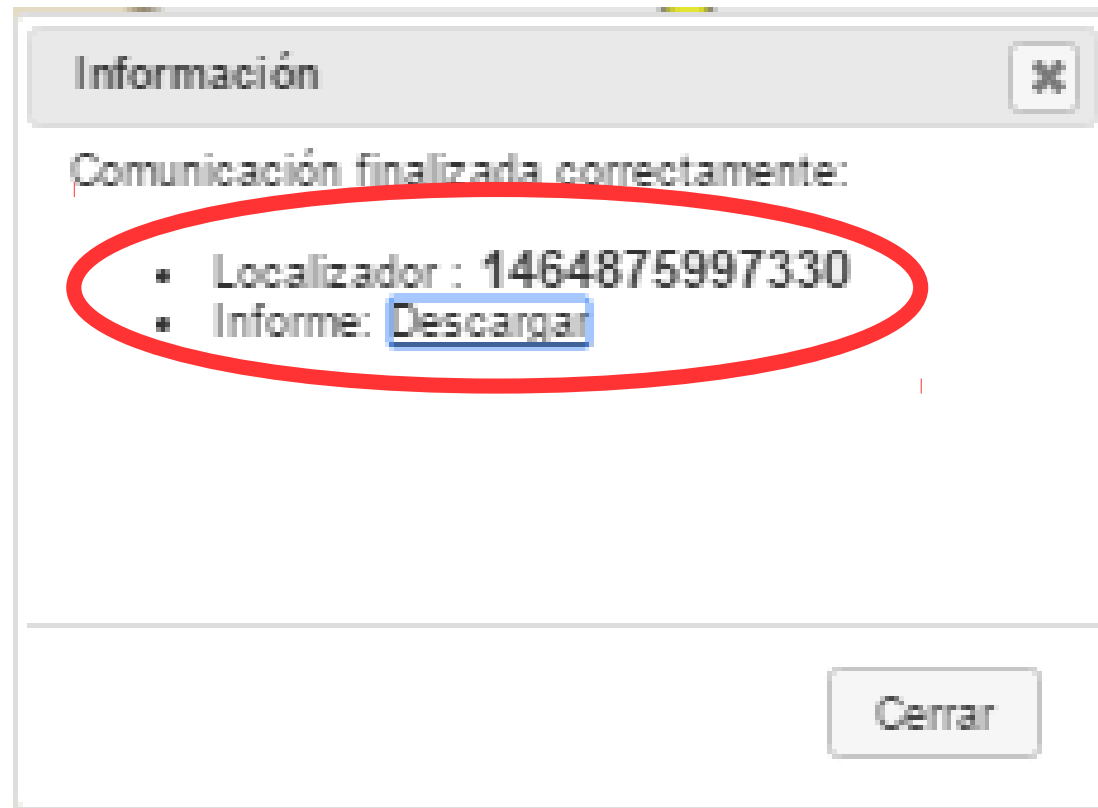 Información
Comunicación finalizada correctamente:
• Localizador : 1464875997330
• Informe: Descargar
Cerrar